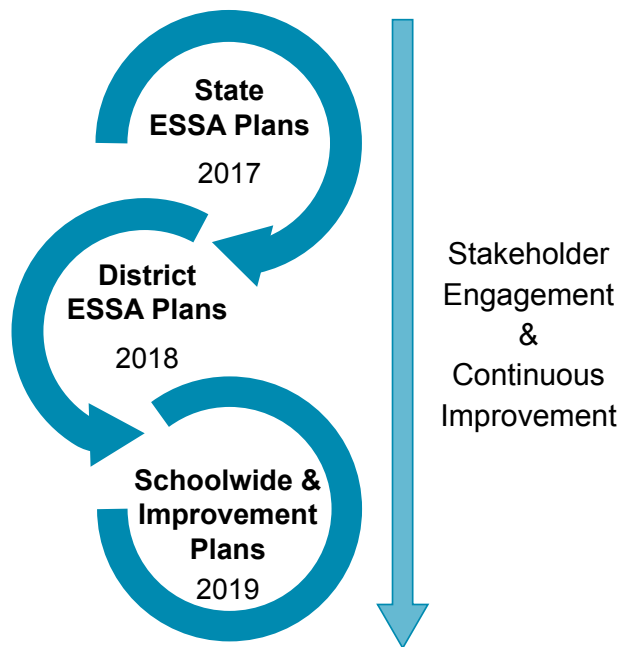 State
ESSA Plans
2017
District
ESSA Plans
2018
Schoolwide &
Improvement
Plans
2019
Stakeholder
Engagement
&
Continuous
Improvement